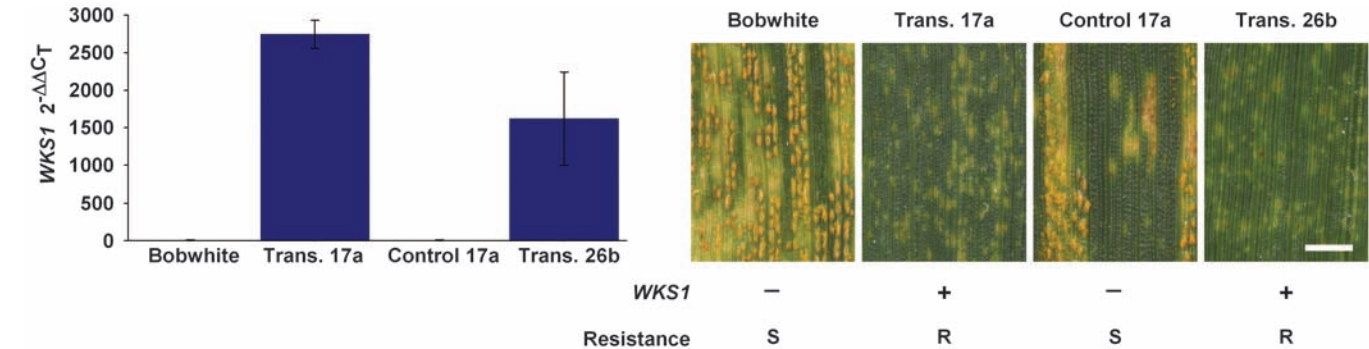 3000
2500
2000
1500
1000
500
0
WKS1 2-ΔΔCT
Bobwhite Trans. 17a Control 17a Trans. 26b
Bobwhite Trans. 17a Control 17a Trans. 26b
WKS1 – + – +
Resistance S R S R